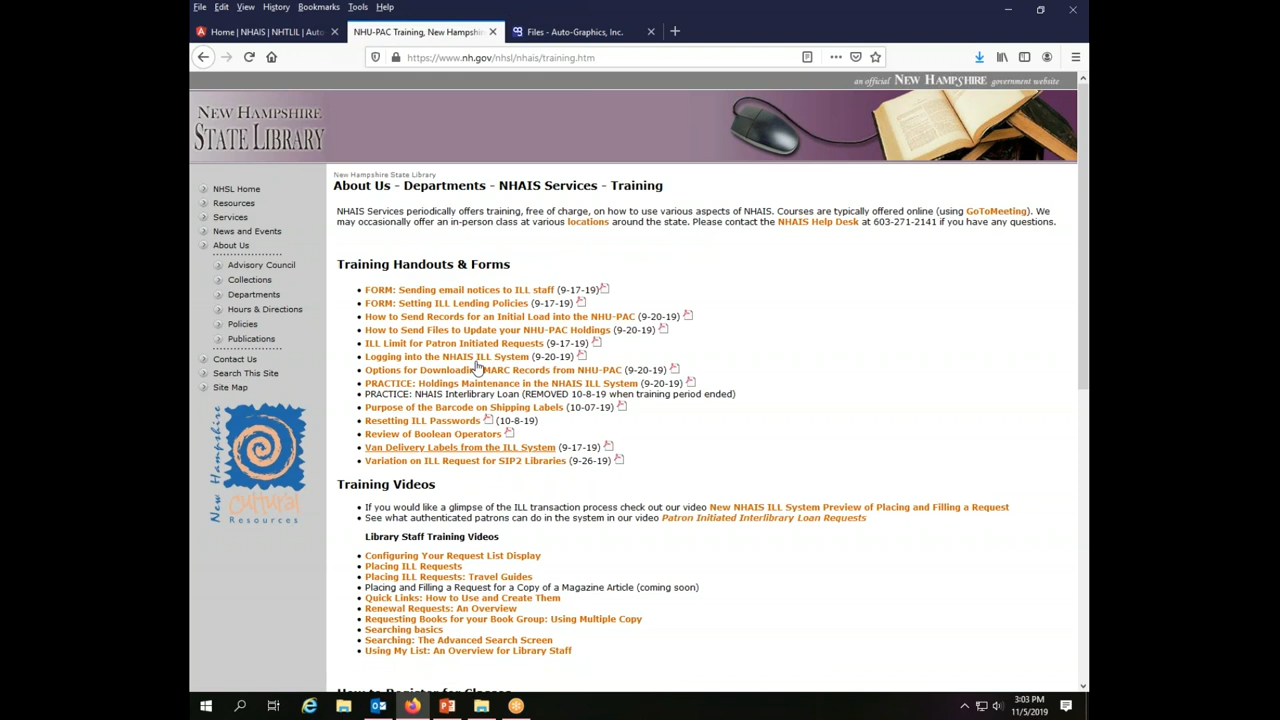 File Edit View History Bookmarks Tools Help
Home | NHAIS | NHTLIL | Auto- × NHU-PAC Training, New Hampshir × Files - Auto-Graphics, Inc. × +
https://www.nh.gov/nhsl/nhais/training.htm
an official NEW HAMPSHIRE government website
NEW HAMPSHIRE
STATE LIBRARY
NHSL Home
Resources
Services
News and Events
About Us
Advisory Council
Collections
Departments
Hours & Directions
Policies
Publications
Contact Us
Search This Site
Site Map
New Hampshire
Cultural
RESOURCES
New Hampshire State Library
About Us - Departments - NHAIS Services - Training
NHAIS Services periodically offers training, free of charge, on how to use various aspects of NHAIS. Courses are typically offered online (using GoToMeeting). We
may occasionally offer an in-person class at various locations around the state. Please contact the NHAIS Help Desk at 603-271-2141 if you have any questions.
Training Handouts & Forms
• FORM: Sending email notices to ILL staff (9-17-19)
• FORM: Setting ILL Lending Policies (9-17-19)
• How to Send Records for an Initial Load into the NHU-PAC (9-20-19)
• How to Send Files to Update your NHU-PAC Holdings (9-20-19)
• ILL Limit for Patron Initiated Requests (9-17-19)
• Logging into the NHAIS ILL System (9-20-19)
• Options for Downloadin MARC Records from NHU-PAC (9-20-19)
• PRACTICE: Holdings Maintenance in the NHAIS ILL System (9-20-19)
• PRACTICE: NHAIS Interlibrary Loan (REMOVED 10-8-19 when training period ended)
• Purpose of the Barcode on Shipping Labels (10-07-19)
• Resetting ILL Passwords (10-8-19)
• Review of Boolean Operators
• Van Delivery Labels from the ILL System (9-17-19)
• Variation on ILL Request for SIP2 Libraries (9-26-19)
Training Videos
• If you would like a glimpse of the ILL transaction process check out our video New NHAIS ILL System Preview of Placing and Filling a Request
• See what authenticated patrons can do in the system in our video Patron Initiated Interlibrary Loan Requests
Library Staff Training Videos
• Configuring Your Request List Display
• Placing ILL Requests
• Placing ILL Requests: Travel Guides
• Placing and Filling a Request for a Copy of a Magazine Article (coming soon)
• Quick Links: How to Use and Create Them
• Renewal Requests: An Overview
• Requesting Books for your Book Group: Using Multiple Copy
• Searching basics
• Searching: The Advanced Search Screen
• Using My List: An Overview for Library Staff
How to Register for Classes
3:03 PM
11/5/2019